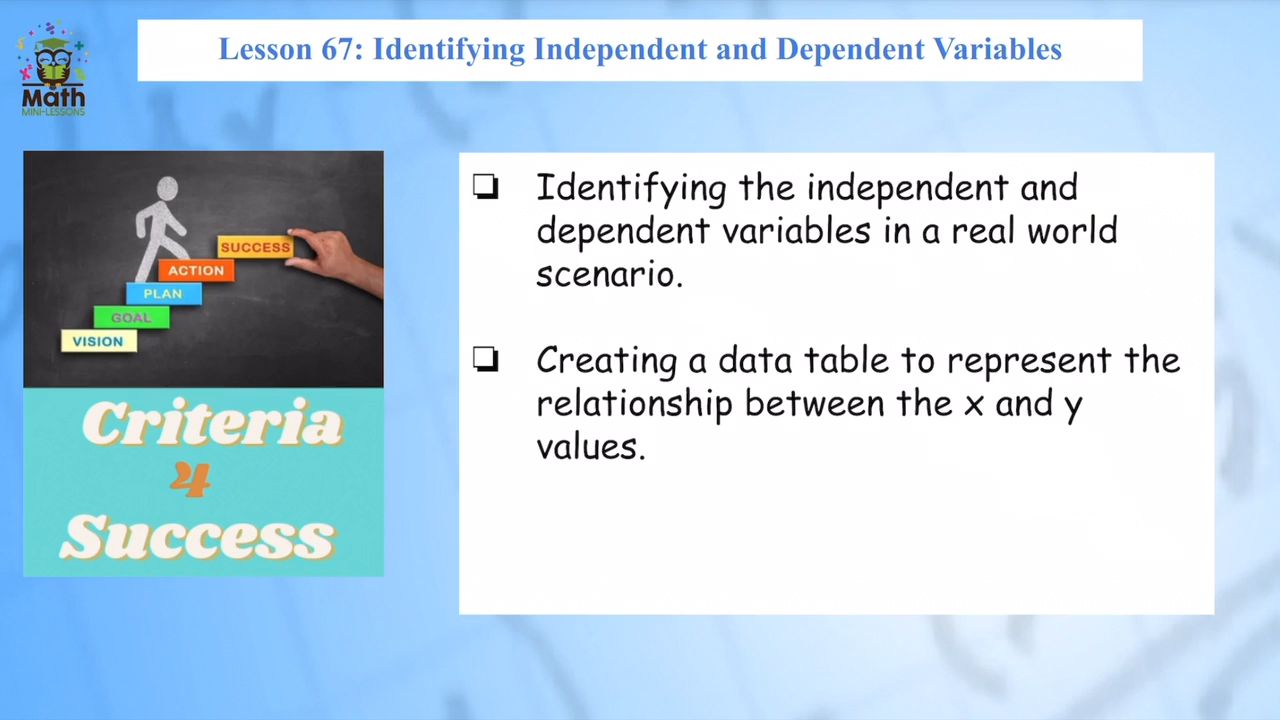 Lesson 67: Identifying Independent and Dependent Variables
Math
MINI-LESSONS
SUCCESS
ACTION
PLAN
GOAL
VISION
Criteria
4
Success
❏ Identifying the independent and
dependent variables in a real world
scenario.
❏ Creating a data table to represent the
relationship between the x and y
values.